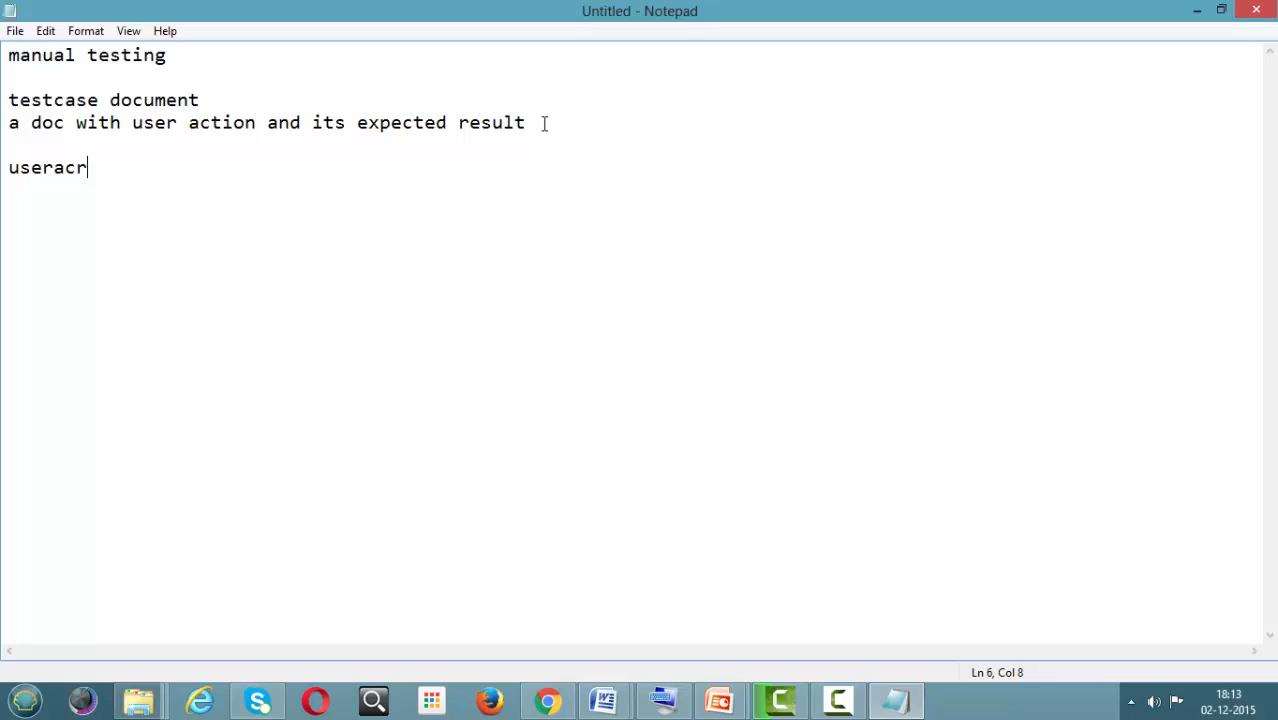 Untitled - Notepad
File Edit Format View Help
manual testing
testcase document
a doc with user action and its expected result
useracr
Ln 6, Col 8
18:13
02-12-2015